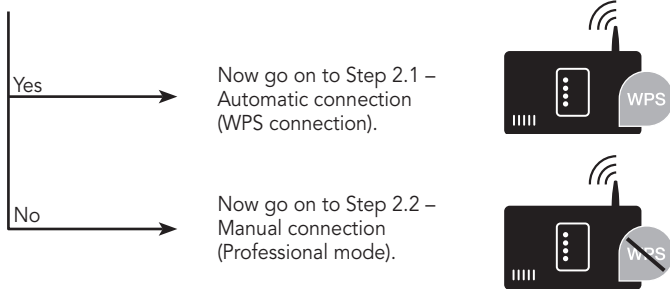 Yes
Now go on to Step 2.1 –
Automatic connection
(WPS connection).
WPS
No
Now go on to Step 2.2 –
Manual connection
(Professional mode).
WPS